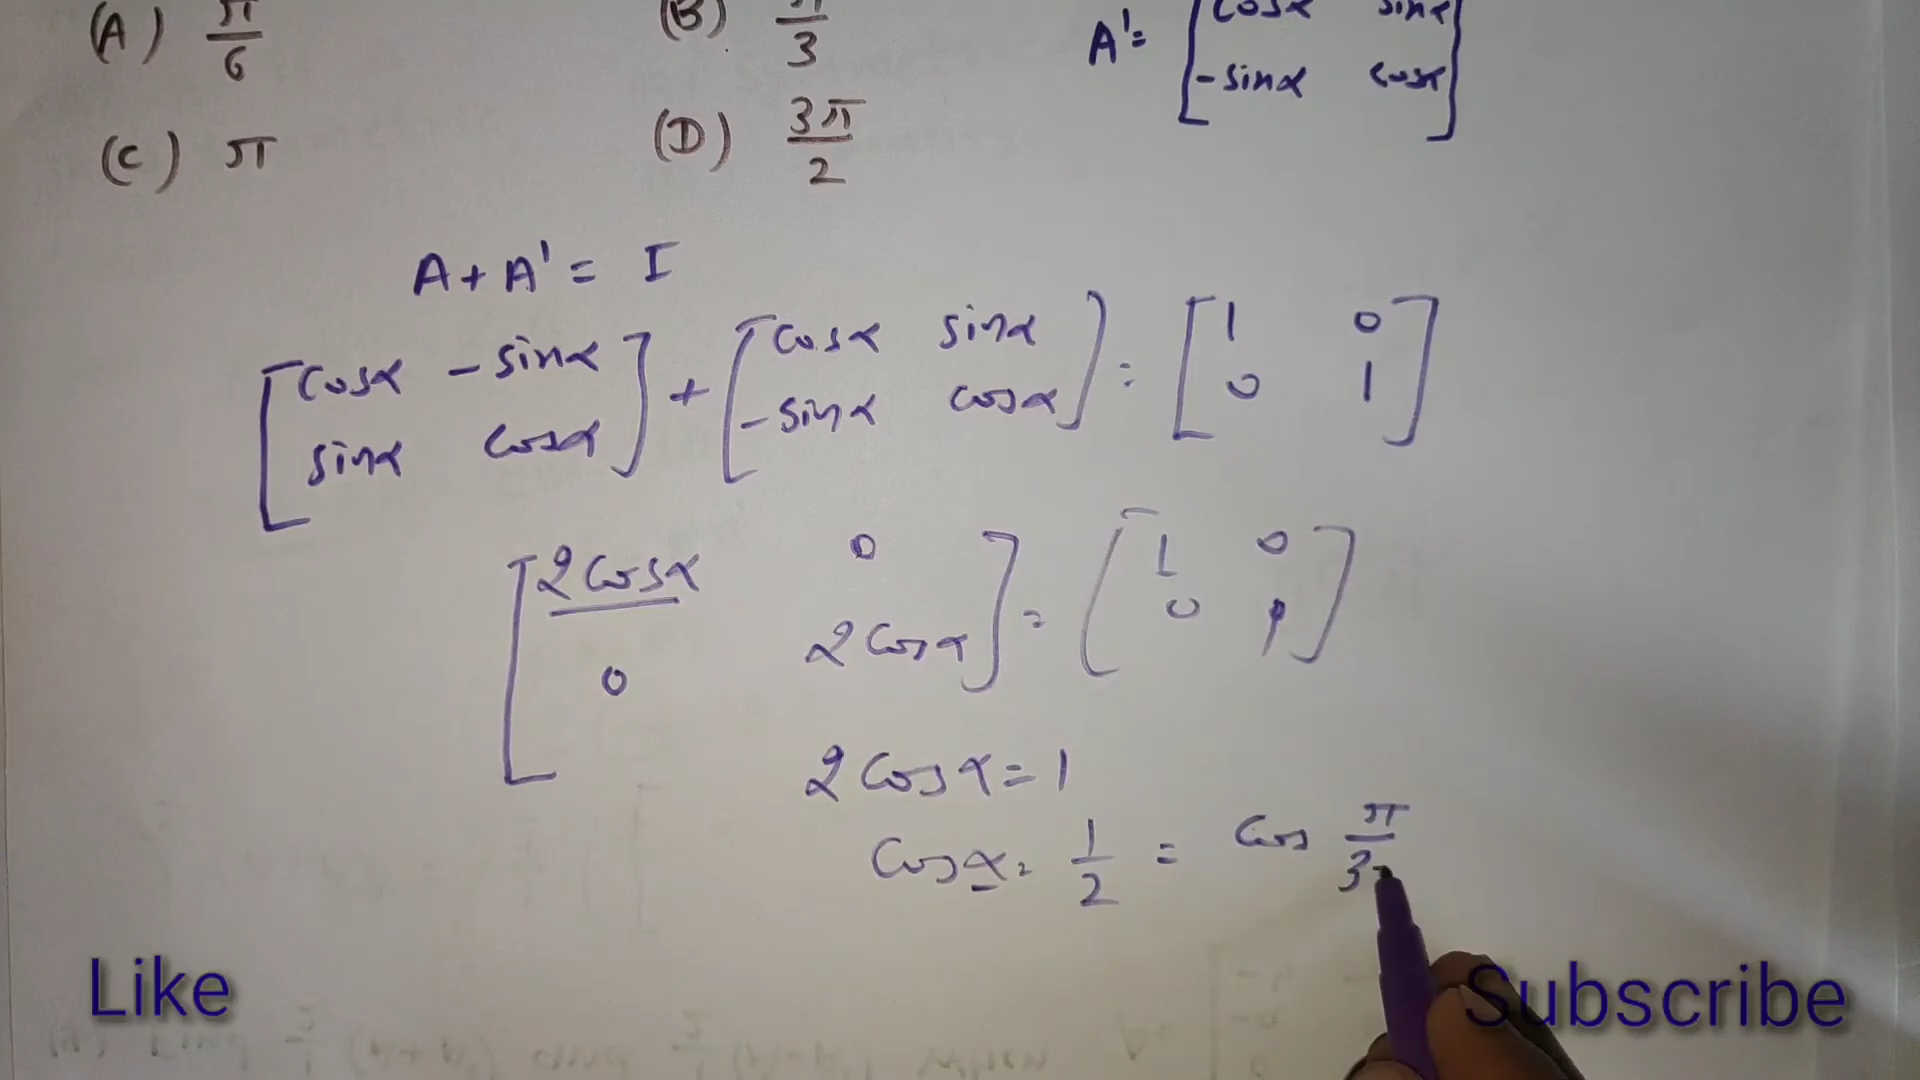 (A) π/6 (B) π/3 A' = [cosα sinα
-sinα cosα]
(C) π (D) 3π/2
A + A' = I
[cosα -sinα sinα cosα] + [cosα sinα -sinα cosα] = [1 0 0 1]
[2cosα 0 0 2cosα] = [1 0 0 1]
2cosα = 1
cosα = 1/2 = cos π/3
Like Subscribe